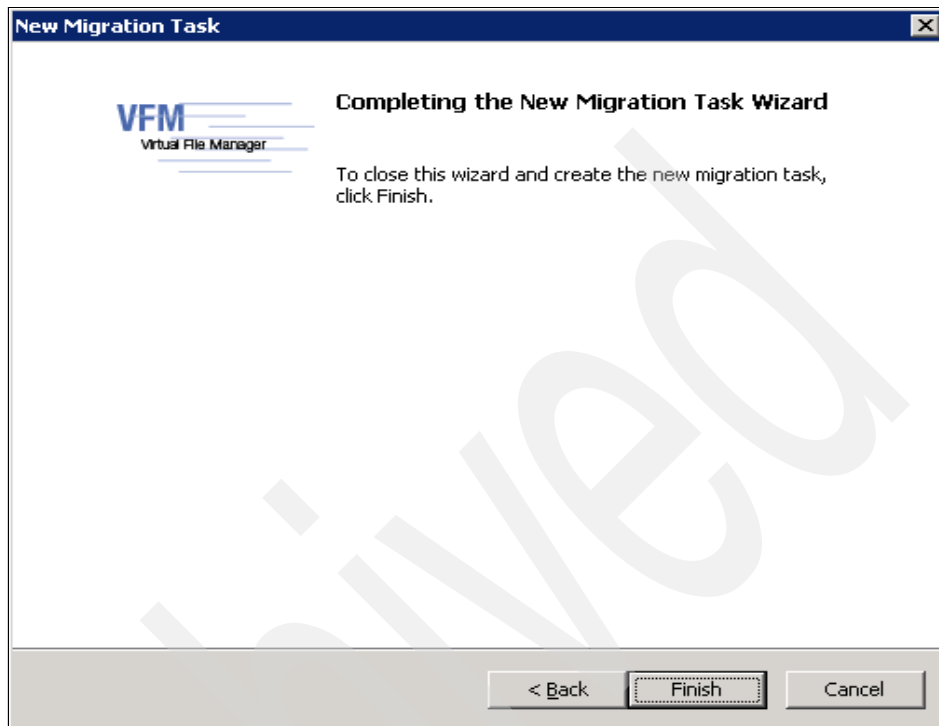 New Migration Task
VFM
Virtual File Manager
Completing the New Migration Task Wizard
To close this wizard and create the new migration task,
click Finish.
< Back
Finish
Cancel